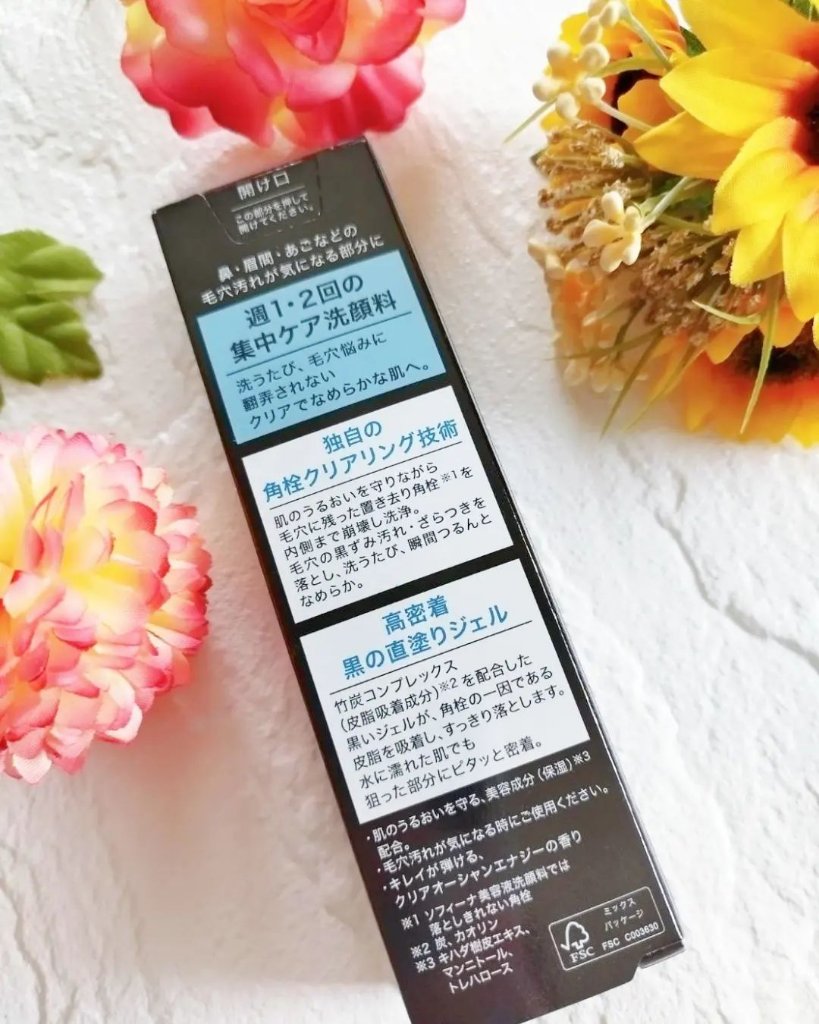 開け口
この部分を押して
開けてください。
鼻・眉間・あごなどの
毛穴汚れが気になる部分に
週1・2回の
集中ケア洗顔料
洗うたび、毛穴悩みに
翻弄されない
クリアでなめらかな肌へ。
独自の
角栓クリアリング技術
肌のうるおいを守りながら
毛穴に残った置き去り角栓※1を
内側まで崩壊し洗浄。
毛穴の黒ずみ汚れ・ざらつきを
落とし、洗うたび、瞬間つるんと
なめらか。
高密着
黒の直塗りジェル
竹炭コンプレックス
(皮脂吸着成分)※2を配合した
黒いジェルが、角栓の一因である
皮脂を吸着し、すっきり落とします。
水に濡れた肌でも
狙った部分にピタッと密着。
・肌のうるおいを守る、美容成分(保湿)※3
配合。
・毛穴汚れが気になる時にご使用ください。
・キレイが弾ける、
クリアオーシャンエナジーの香り
※1 ソフィーナ美容液洗顔料では
落としきれない角栓
※2 炭、カオリン
※3 キハダ樹皮エキス、
マンニトール、
トレハロース
ミックス
パッケージ
FSC FSC C003630